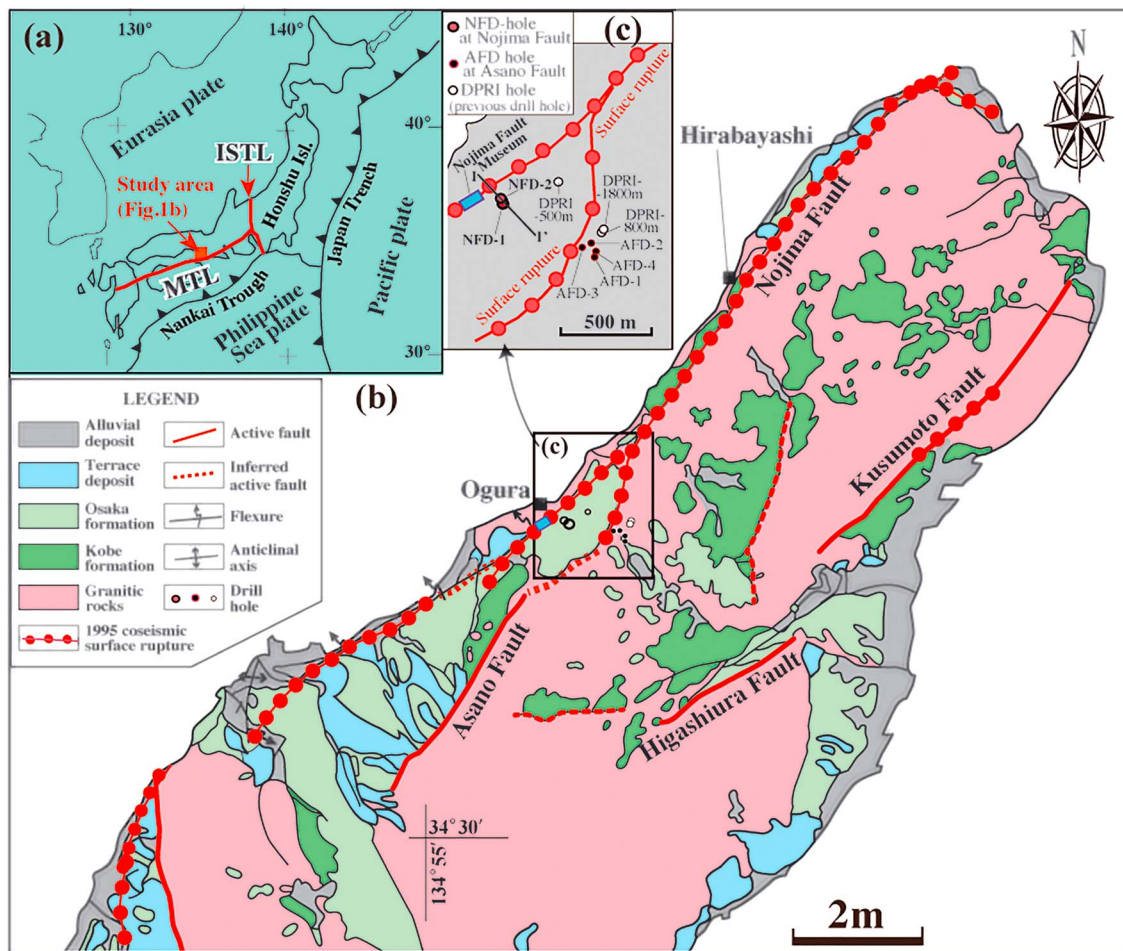 (a)
130°
140°
40°
30°
Eurasia plate
ISTL
Honshu Isl.
Study area
(Fig.1b)
MTL
Nankai Trough
Philippine
Sea plate
Japan Trench
Pacific plate
(c)
NFD-hole
at Nojima Fault
AFD hole
at Asano Fault
DPRI hole
(previous drill hole)
Surface rupture
Nojima Fault
Museum
I
NFD-2
DPRI
-500m
DPRI-
-1800m
DPRI-
800m
NFD-1
I'
AFD-2
AFD-4
AFD-1
AFD-3
Surface rupture
500 m
N
Hirabayashi
Nojima Fault
Kusumoto Fault
(b)
(c)
Ogura
Asano Fault
Higashiura Fault
34°30′
134°55′
2m
LEGEND
Alluvial
deposit
Active fault
Terrace
deposit
Inferred
active fault
Osaka
formation
Flexure
Kobe
formation
Anticlinal
axis
Granitic
rocks
Drill
hole
1995 coseismic
surface rupture